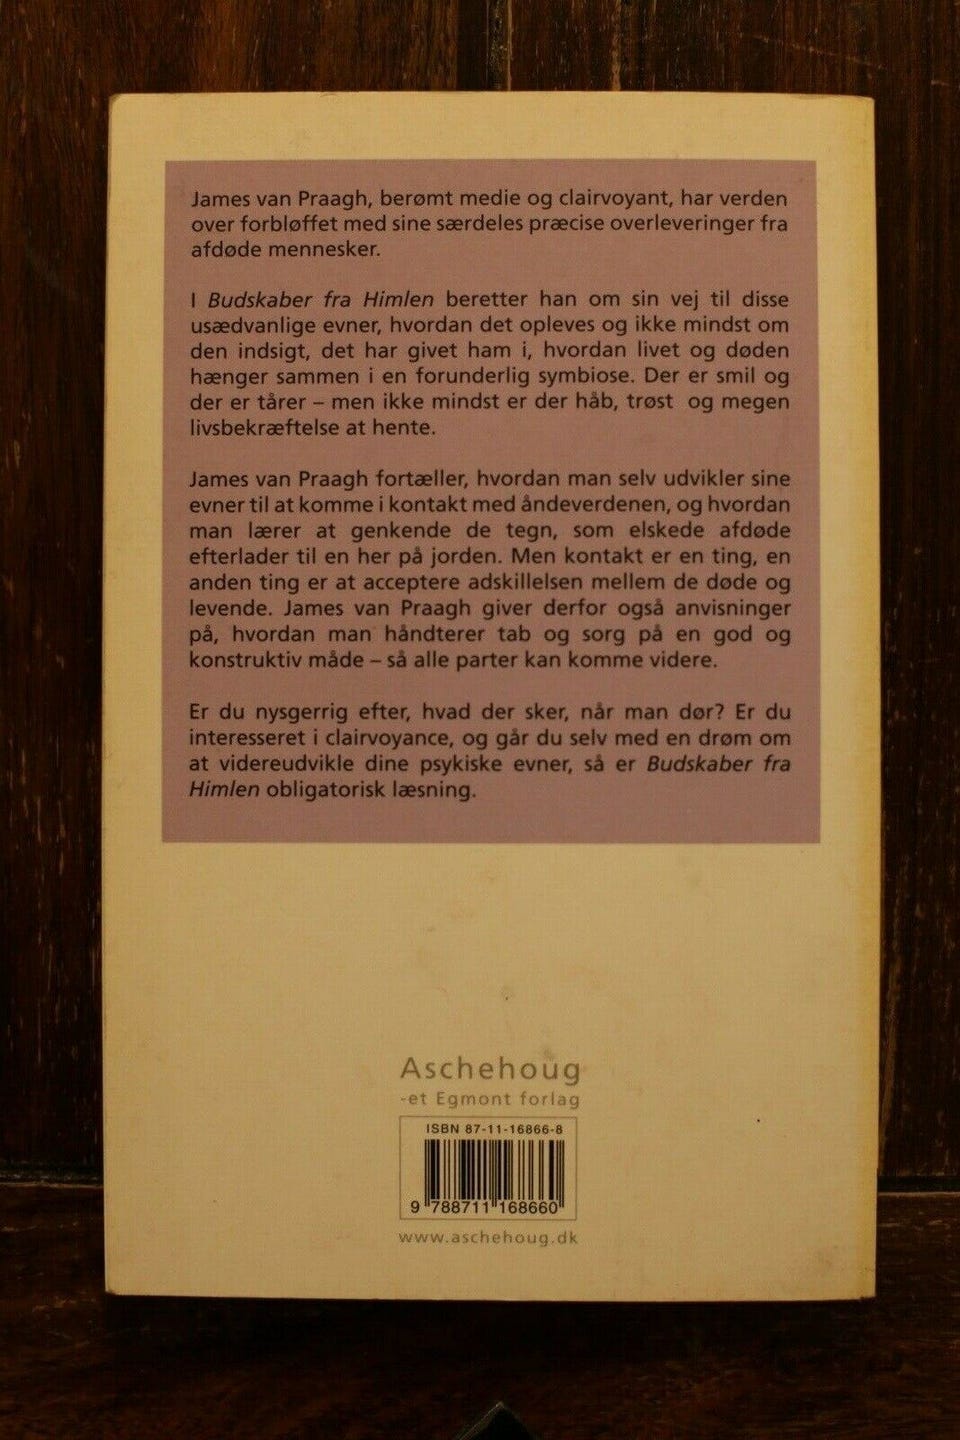 James van Praagh, berømt medie og clairvoyant, har verden
over forbløffet med sine særdeles præcise overleveringer fra
afdøde mennesker.
I Budskaber fra Himlen beretter han om sin vej til disse
usædvanlige evner, hvordan det opleves og ikke mindst om
den indsigt, det har givet ham i, hvordan livet og døden
hænger sammen i en forunderlig symbiose. Der er smil og
der er tårer – men ikke mindst er der håb, trøst og megen
livsbekræftelse at hente.
James van Praagh fortæller, hvordan man selv udvikler sine
evner til at komme i kontakt med åndeverdenen, og hvordan
man lærer at genkende de tegn, som elskede afdøde
efterlader til en her på jorden. Men kontakt er en ting, en
anden ting er at acceptere adskillelsen mellem de døde og
levende. James van Praagh giver derfor også anvisninger
på, hvordan man håndterer tab og sorg på en god og
konstruktiv måde – så alle parter kan komme videre.
Er du nysgerrig efter, hvad der sker, når man dør? Er du
interesseret i clairvoyance, og går du selv med en drøm om
at videreudvikle dine psykiske evner, så er Budskaber fra
Himlen obligatorisk læsning.
Aschehoug
-et Egmont forlag
ISBN 87-11-16866-8
9 788711 168660
www.aschehoug.dk